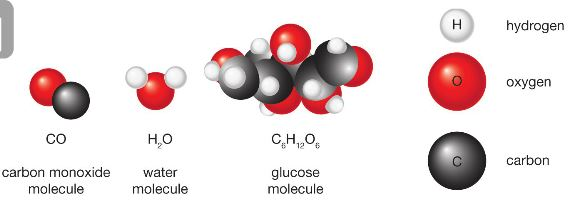 CO
carbon monoxide
molecule
H₂O
water
molecule
C₆H₁₂O₆
glucose
molecule
H hydrogen
O oxygen
C carbon